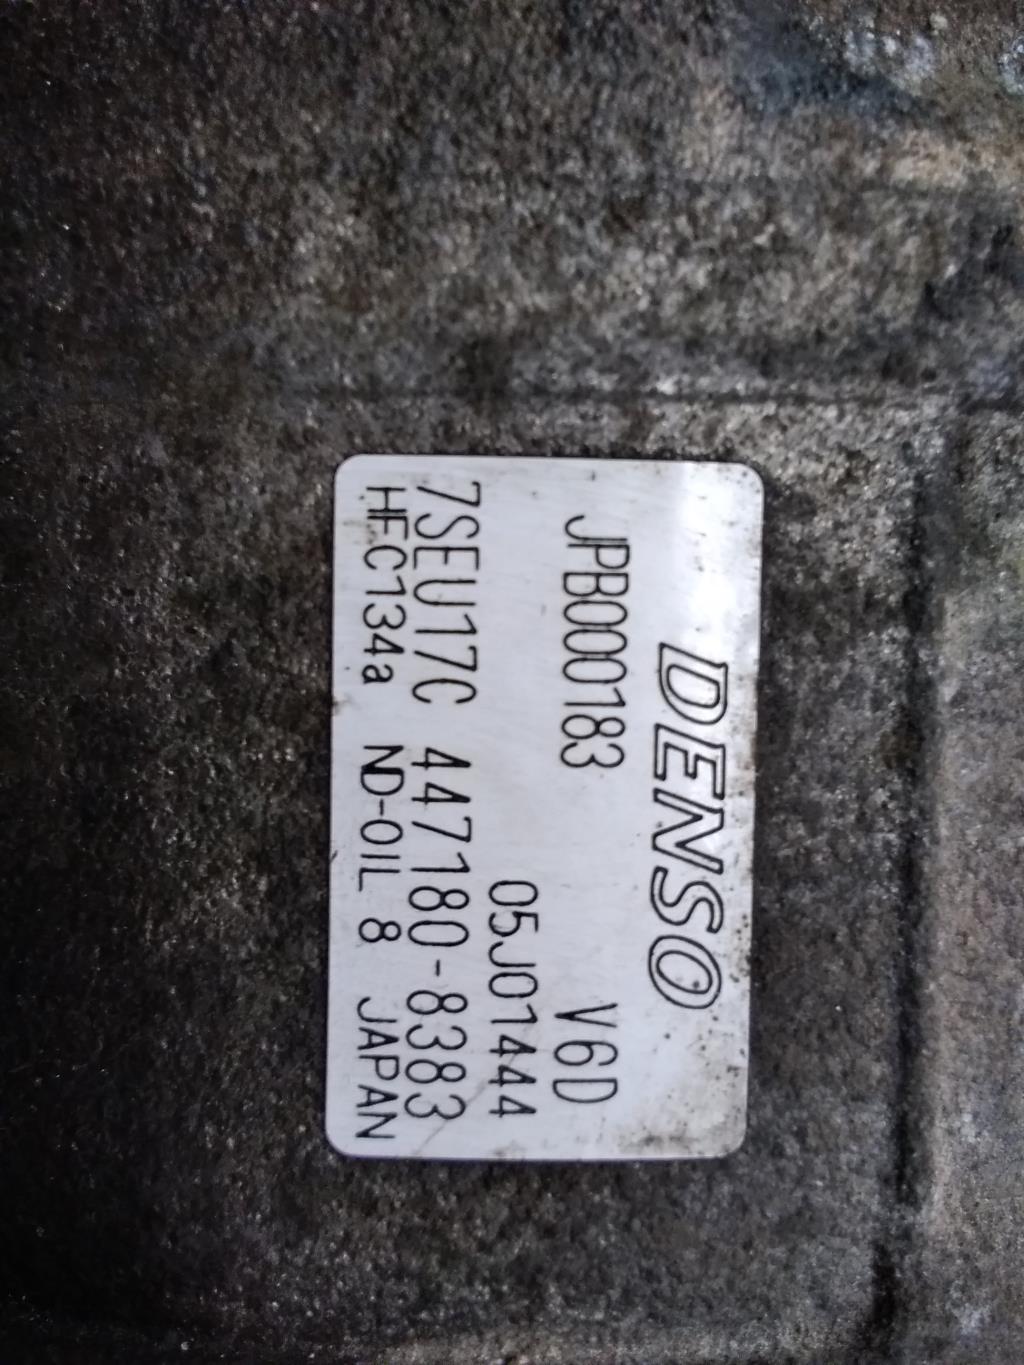 DENSO
JPB000183 V6D
05J01444
7SEU17C 447180-8383
HFC134a ND-OIL 8 JAPAN